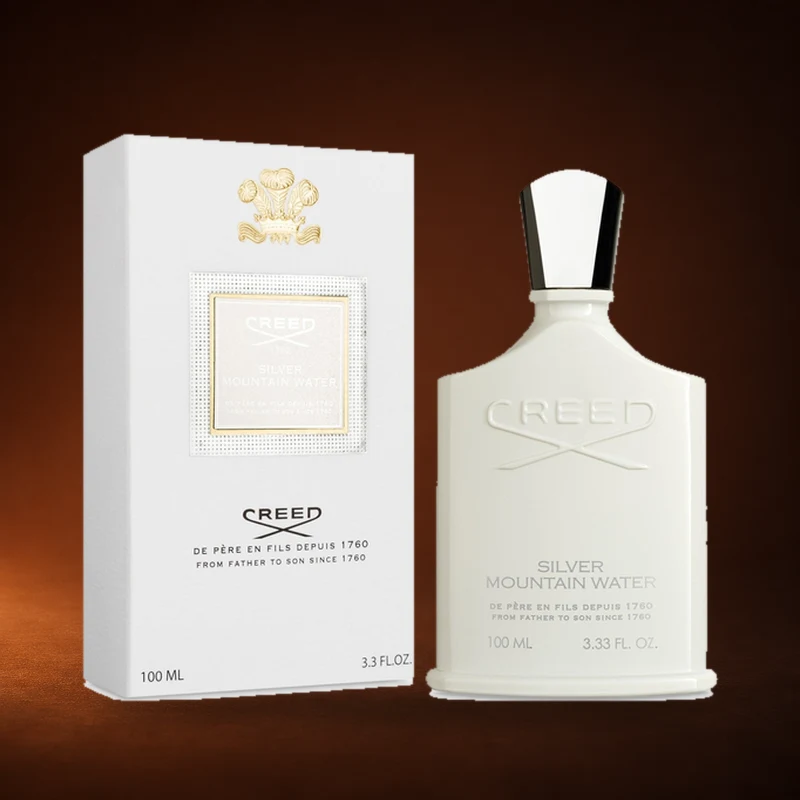 CREED
SILVER
MOUNTAIN WATER
CREED
DE PÈRE EN FILS DEPUIS 1760
FROM FATHER TO SON SINCE 1760
100 ML
3.3 FL.OZ.
CREED
SILVER
MOUNTAIN WATER
DE PÈRE EN FILS DEPUIS 1760
FROM FATHER TO SON SINCE 1760
100 ML
3.33 FL. OZ.